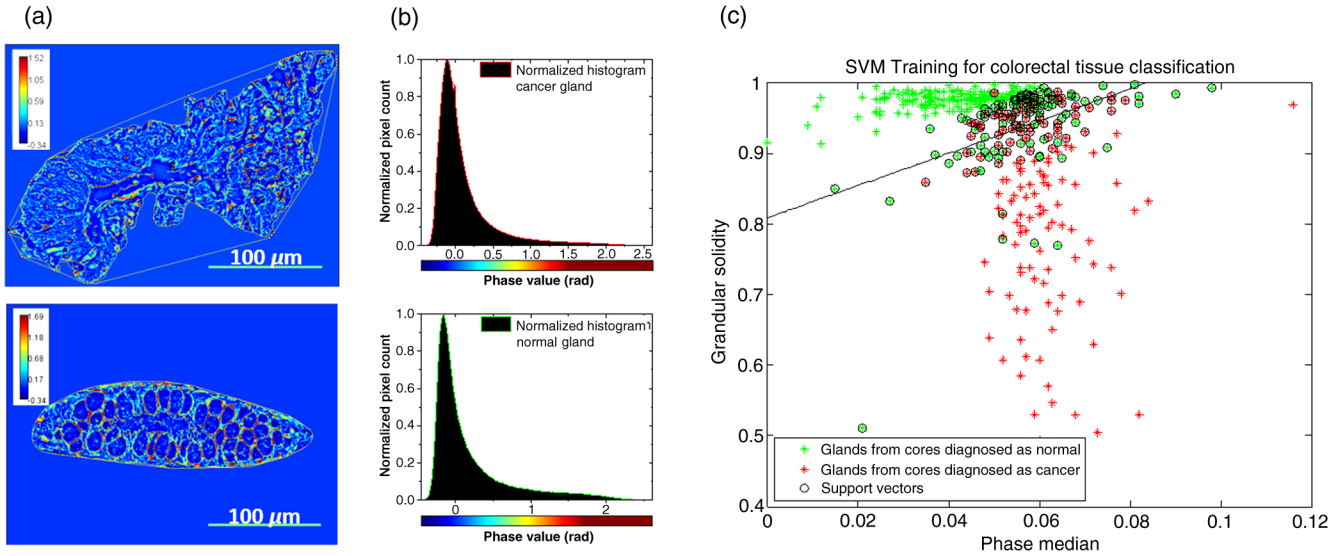 (a)
1.52
1.05
0.59
0.13
-0.34
100 µm
1.69
1.18
0.68
0.17
-0.34
100 µm
(b)
Normalized histogram
cancer gland
Normalized pixel count
1.0
0.8
0.6
0.4
0.2
0.0
0.0 0.5 1.0 1.5 2.0 2.5
Phase value (rad)
Normalized histogram
normal gland
Normalized pixel count
1.0
0.8
0.6
0.4
0.2
0.0
0 1 2
Phase value (rad)
(c)
SVM Training for colorectal tissue classification
Grandular solidity
1
0.9
0.8
0.7
0.6
0.5
0.4
Glands from cores diagnosed as normal
Glands from cores diagnosed as cancer
Support vectors
0 0.02 0.04 0.06 0.08 0.1 0.12
Phase median